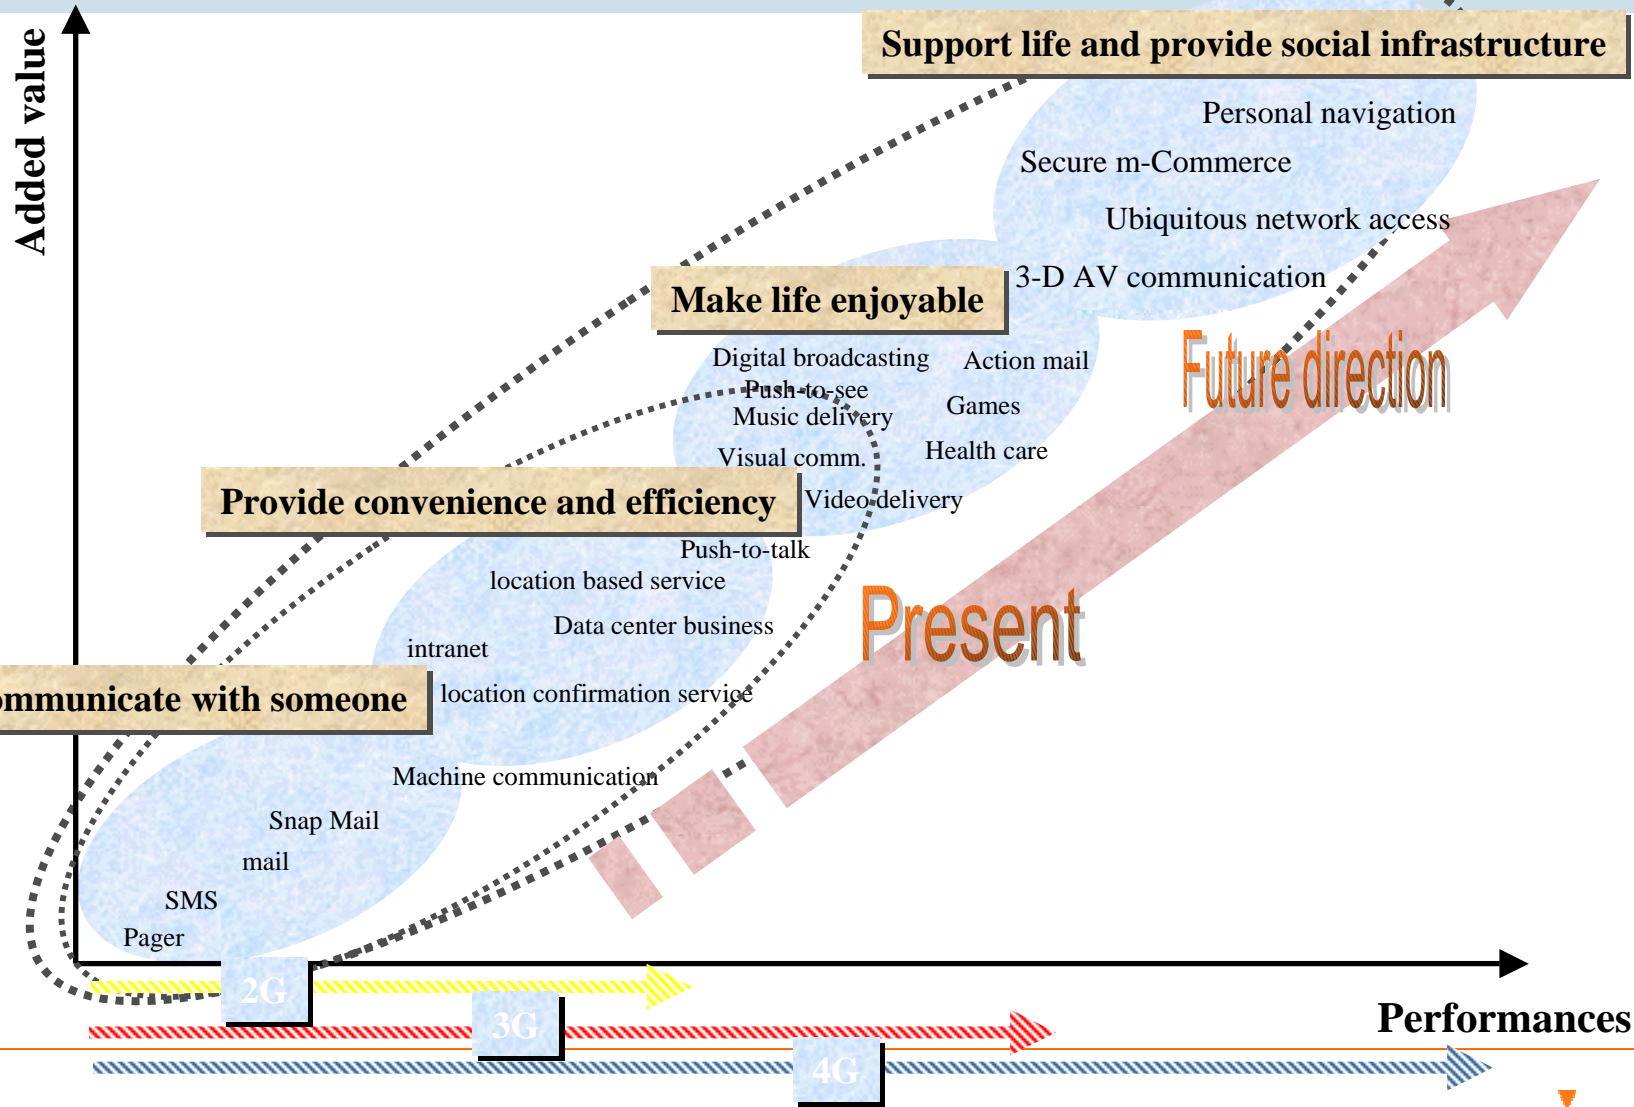 Added value
Support life and provide social infrastructure
Personal navigation
Secure m-Commerce
Ubiquitous network access
3-D AV communication
Make life enjoyable
Digital broadcasting
Action mail
Push-to-see
Music delivery
Games
Visual comm.
Health care
Video delivery
Future direction
Provide convenience and efficiency
Push-to-talk
location based service
Data center business
intranet
location confirmation service
Present
ommunicate with someone
Machine communication
Snap Mail
mail
SMS
Pager
2G
3G
4G
Performances